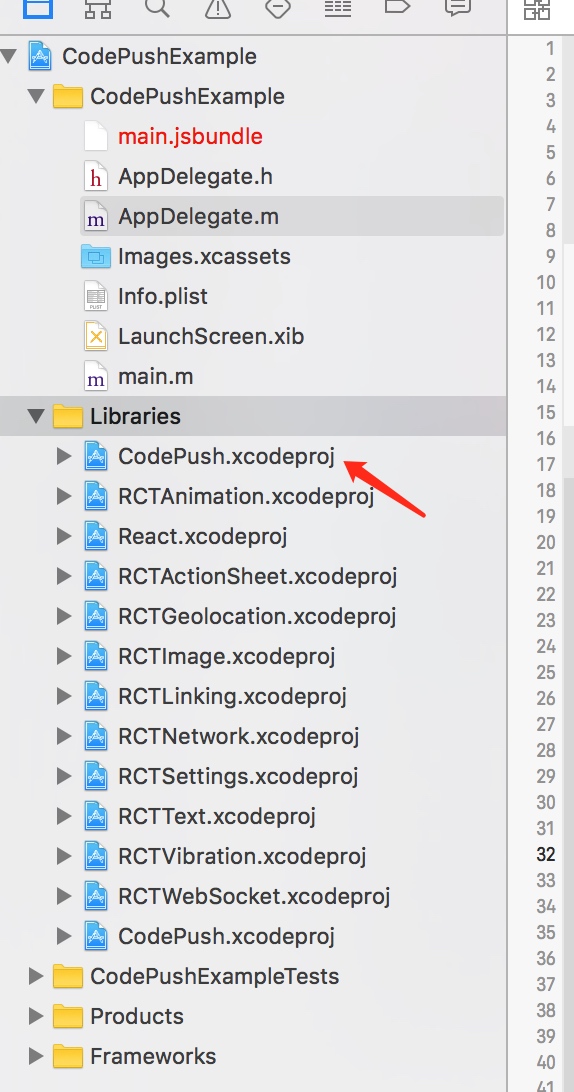 CodePushExample
CodePushExample
main.jsbundle
h AppDelegate.h
m AppDelegate.m
Images.xcassets
PLIST Info.plist
LaunchScreen.xib
m main.m
Libraries
CodePush.xcodeproj
RCTAnimation.xcodeproj
React.xcodeproj
RCTActionSheet.xcodeproj
RCTGeolocation.xcodeproj
RCTImage.xcodeproj
RCTLinking.xcodeproj
RCTNetwork.xcodeproj
RCTSettings.xcodeproj
RCTText.xcodeproj
RCTVibration.xcodeproj
RCTWebSocket.xcodeproj
CodePush.xcodeproj
CodePushExampleTests
Products
Frameworks
1
2
3
4
5
6
7
8
9
10
11
12
13
14
15
16
17
18
19
20
21
22
23
24
25
26
27
28
29
30
31
32
33
34
35
36
37
38
39
40
41